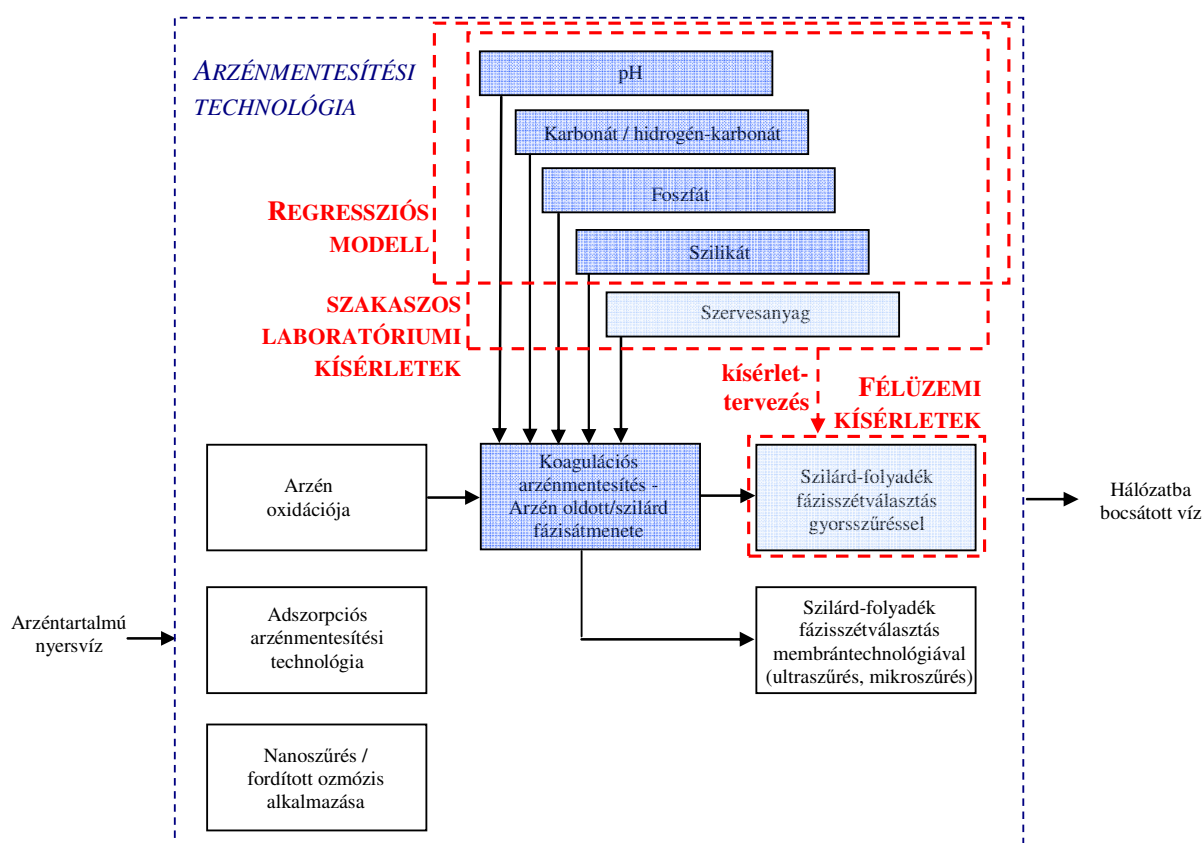 ARZÉNMENTESÍTÉSI
TECHNOLÓGIA
pH
Karbonát / hidrogén-karbonát
Foszfát
Szilikát
Szervesanyag
REGRESSZIÓS
MODELL
SZAKASZOS
LABORATÓRIUMI
KÍSÉRLETEK
kísérlet-
tervezés
FÉLÜZEMI
KÍSÉRLETEK
Arzén
oxidációja
Koagulációs
arzénmentesítés -
Arzén oldott/szilárd
fázisátmenete
Szilárd-folyadék
fázisszétválasztás
gyorsszűréssel
Hálózatba
bocsátott víz
Arzéntartalmú
nyersvíz
Adszorpciós
arzénmentesítési
technológia
Szilárd-folyadék
fázisszétválasztás
membrántechnológiával
(ultraszűrés, mikroszűrés)
Nanoszűrés /
fordított ozmózis
alkalmazása